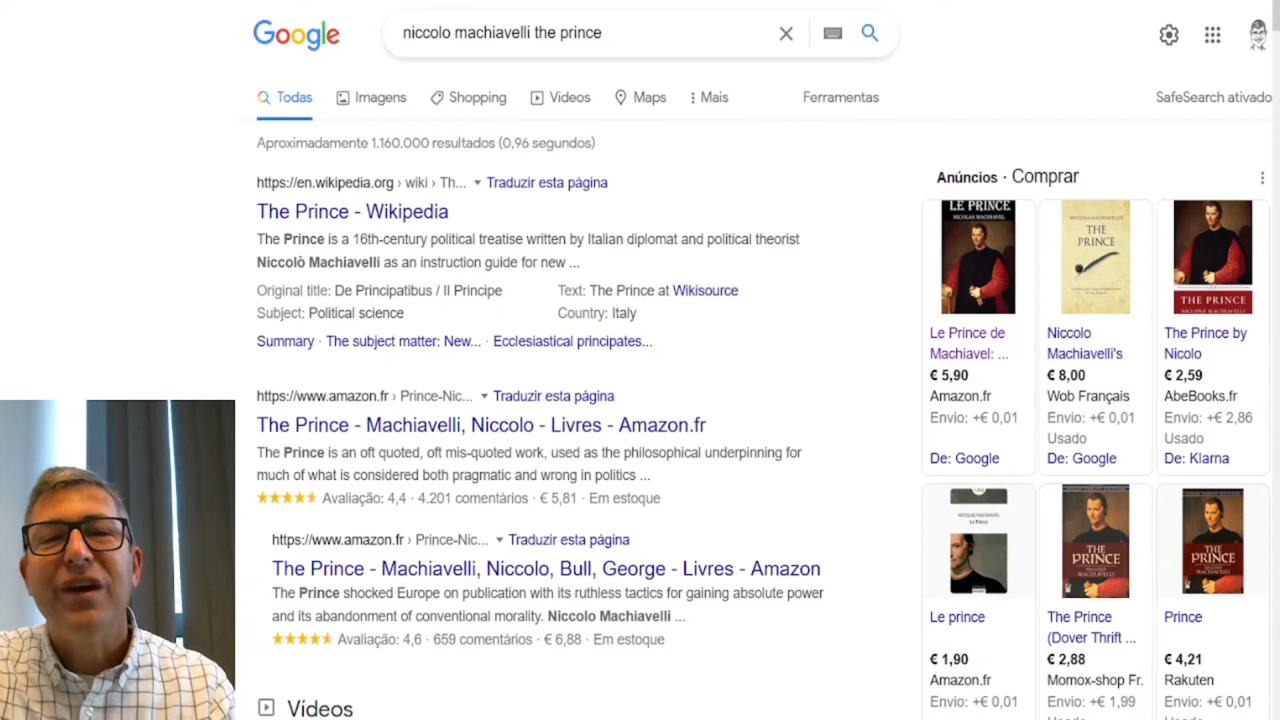 Google
niccolo machiavelli the prince
Todas
Imagens
Shopping
Vídeos
Maps
Mais
Ferramentas
SafeSearch ativado
Aproximadamente 1.160.000 resultados (0,96 segundos)
https://en.wikipedia.org › wiki › Th... Traduzir esta página
The Prince - Wikipedia
The Prince is a 16th-century political treatise written by Italian diplomat and political theorist
Niccolò Machiavelli as an instruction guide for new ...
Original title: De Principatibus / Il Principe
Text: The Prince at Wikisource
Subject: Political science
Country: Italy
Summary · The subject matter: New... · Ecclesiastical principates...
https://www.amazon.fr › Prince-Nic... Traduzir esta página
The Prince - Machiavelli, Niccolo - Livres - Amazon.fr
The Prince is an oft quoted, oft mis-quoted work, used as the philosophical underpinning for
much of what is considered both pragmatic and wrong in politics ...
Avaliação: 4,4 · 4.201 comentários · € 5,81 · Em estoque
https://www.amazon.fr › Prince-Nic... Traduzir esta página
The Prince - Machiavelli, Niccolo, Bull, George - Livres - Amazon
The Prince shocked Europe on publication with its ruthless tactics for gaining absolute power
and its abandonment of conventional morality. Niccolo Machiavelli ...
Avaliação: 4,6 · 659 comentários · € 6,88 · Em estoque
Vídeos
Anúncios · Comprar
LE PRINCE
NICOLAS MACHIAVEL
Le Prince de
Machiavel: ...
€ 5,90
Amazon.fr
Envio: +€ 0,01
De: Google
NICCOLO MACHIAVELLI'S
THE
PRINCE
Niccolo
Machiavelli's
€ 8,00
Wob Français
Envio: +€ 0,01
Usado
De: Google
THE PRINCE
NICCOLO MACHIAVELLI
The Prince by
Nicolo
€ 2,59
AbeBooks.fr
Envio: +€ 2,86
Usado
De: Klarna
Le Prince
Le prince
€ 1,90
Amazon.fr
Envio: +€ 0,01
THE
PRINCE
The Prince
(Dover Thrift ...
€ 2,88
Momox-shop Fr.
Envio: +€ 1,99
THE
PRINCE
Prince
€ 4,21
Rakuten
Envio: +€ 0,01